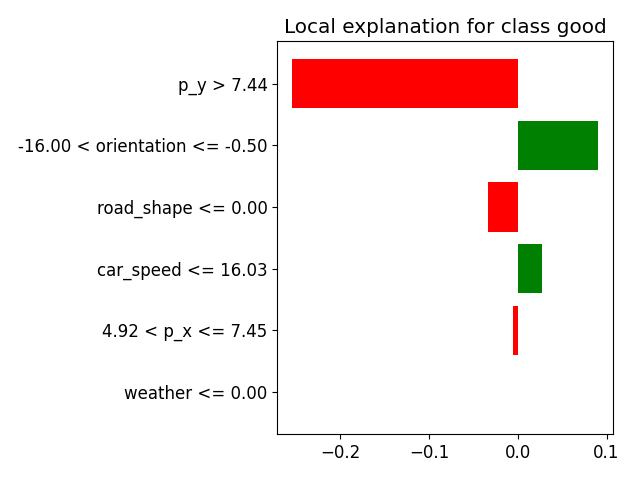 Local explanation for class good
p_y > 7.44
-16.00 < orientation <= -0.50
road_shape <= 0.00
car_speed <= 16.03
4.92 < p_x <= 7.45
weather <= 0.00
−0.2 −0.1 0.0 0.1